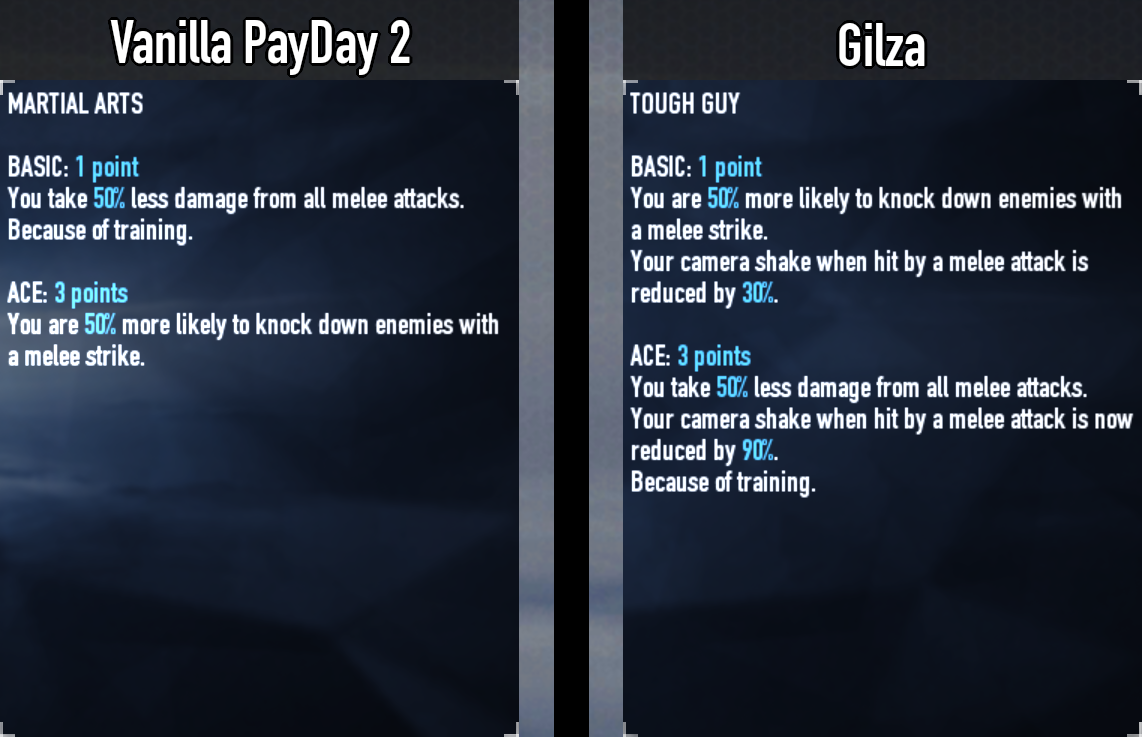 Vanilla PayDay 2
MARTIAL ARTS
BASIC: 1 point
You take 50% less damage from all melee attacks.
Because of training.
ACE: 3 points
You are 50% more likely to knock down enemies with
a melee strike.
Gilza
TOUGH GUY
BASIC: 1 point
You are 50% more likely to knock down enemies with
a melee strike.
Your camera shake when hit by a melee attack is
reduced by 30%.
ACE: 3 points
You take 50% less damage from all melee attacks.
Your camera shake when hit by a melee attack is now
reduced by 90%.
Because of training.